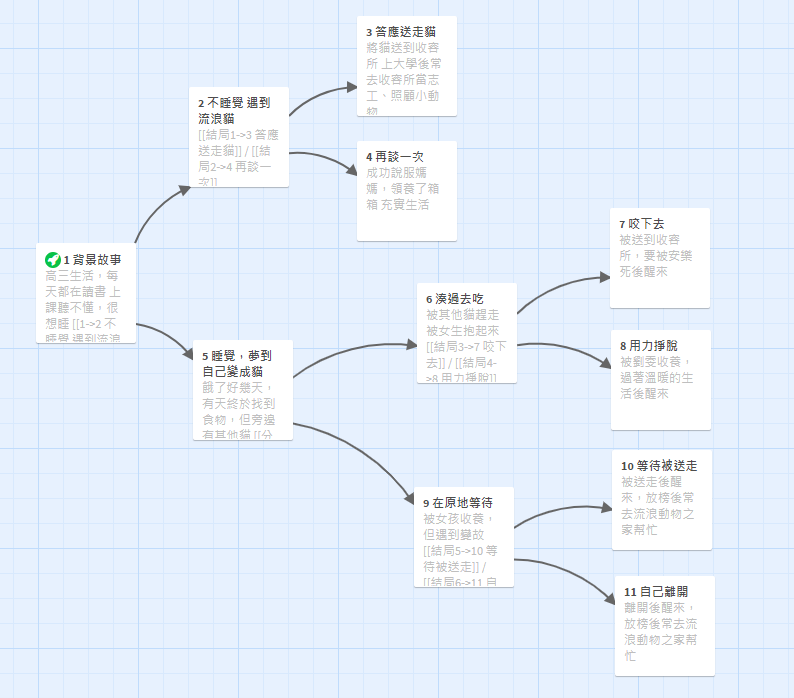 1 背景故事
高三生活，每
天都在讀書 上
課聽不懂，很
想睡 [[1->2 不
睡覺 遇到流浪
2 不睡覺 遇到
流浪貓
[[結局1->3 答應
送走貓]] / [[結
局2->4 再談一
次]]
3 答應送走貓
將貓送到收容
所 上大學後常
去收容所當志
工、照顧小動
物
4 再談一次
成功說服媽
媽，領養了箱
箱 充實生活
5 睡覺，夢到
自己變成貓
餓了好幾天，
有天終於找到
食物，但旁邊
有其他貓 [[分
6 湊過去吃
被其他貓趕走
被女生抱起來
[[結局3->7 咬下
去]] / [[結局4-
>8 用力掙脫]]
7 咬下去
被送到收容
所，要被安樂
死後醒來
8 用力掙脫
被劉雯收養，
過著溫暖的生
活後醒來
9 在原地等待
被女孩收養，
但遇到變故
[[結局5->10 等
待被送走]] /
[[結局6->11 自
10 等待被送走
被送走後醒
來，放榜後常
去流浪動物之
家幫忙
11 自己離開
離開後醒來，
放榜後常去流
浪動物之家幫
忙